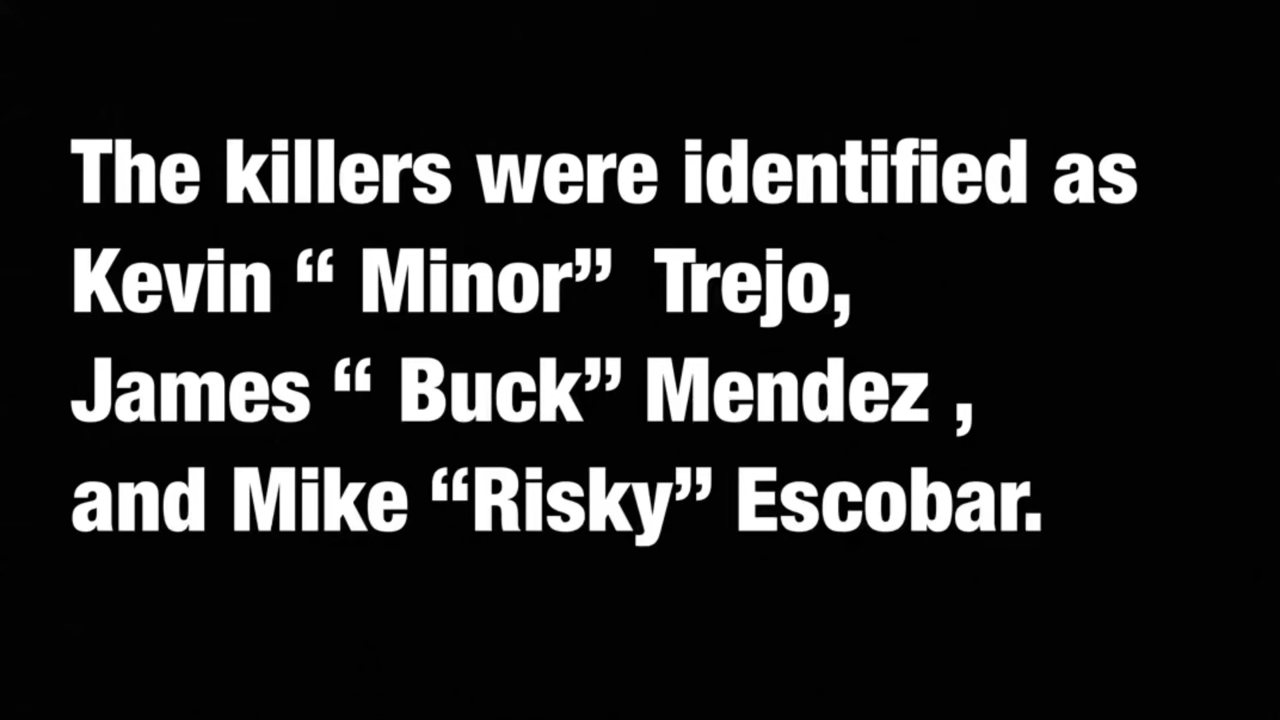 The killers were identified as
Kevin “ Minor”  Trejo,
James “ Buck” Mendez ,
and Mike “Risky” Escobar.